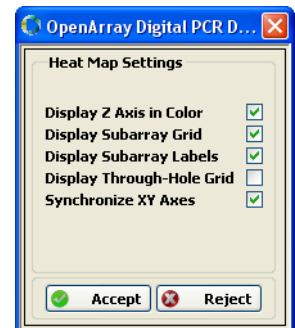 OpenArray Digital PCR D...
Heat Map Settings
Display Z Axis in Color
Display Subarray Grid
Display Subarray Labels
Display Through-Hole Grid
Synchronize XY Axes
Accept Reject